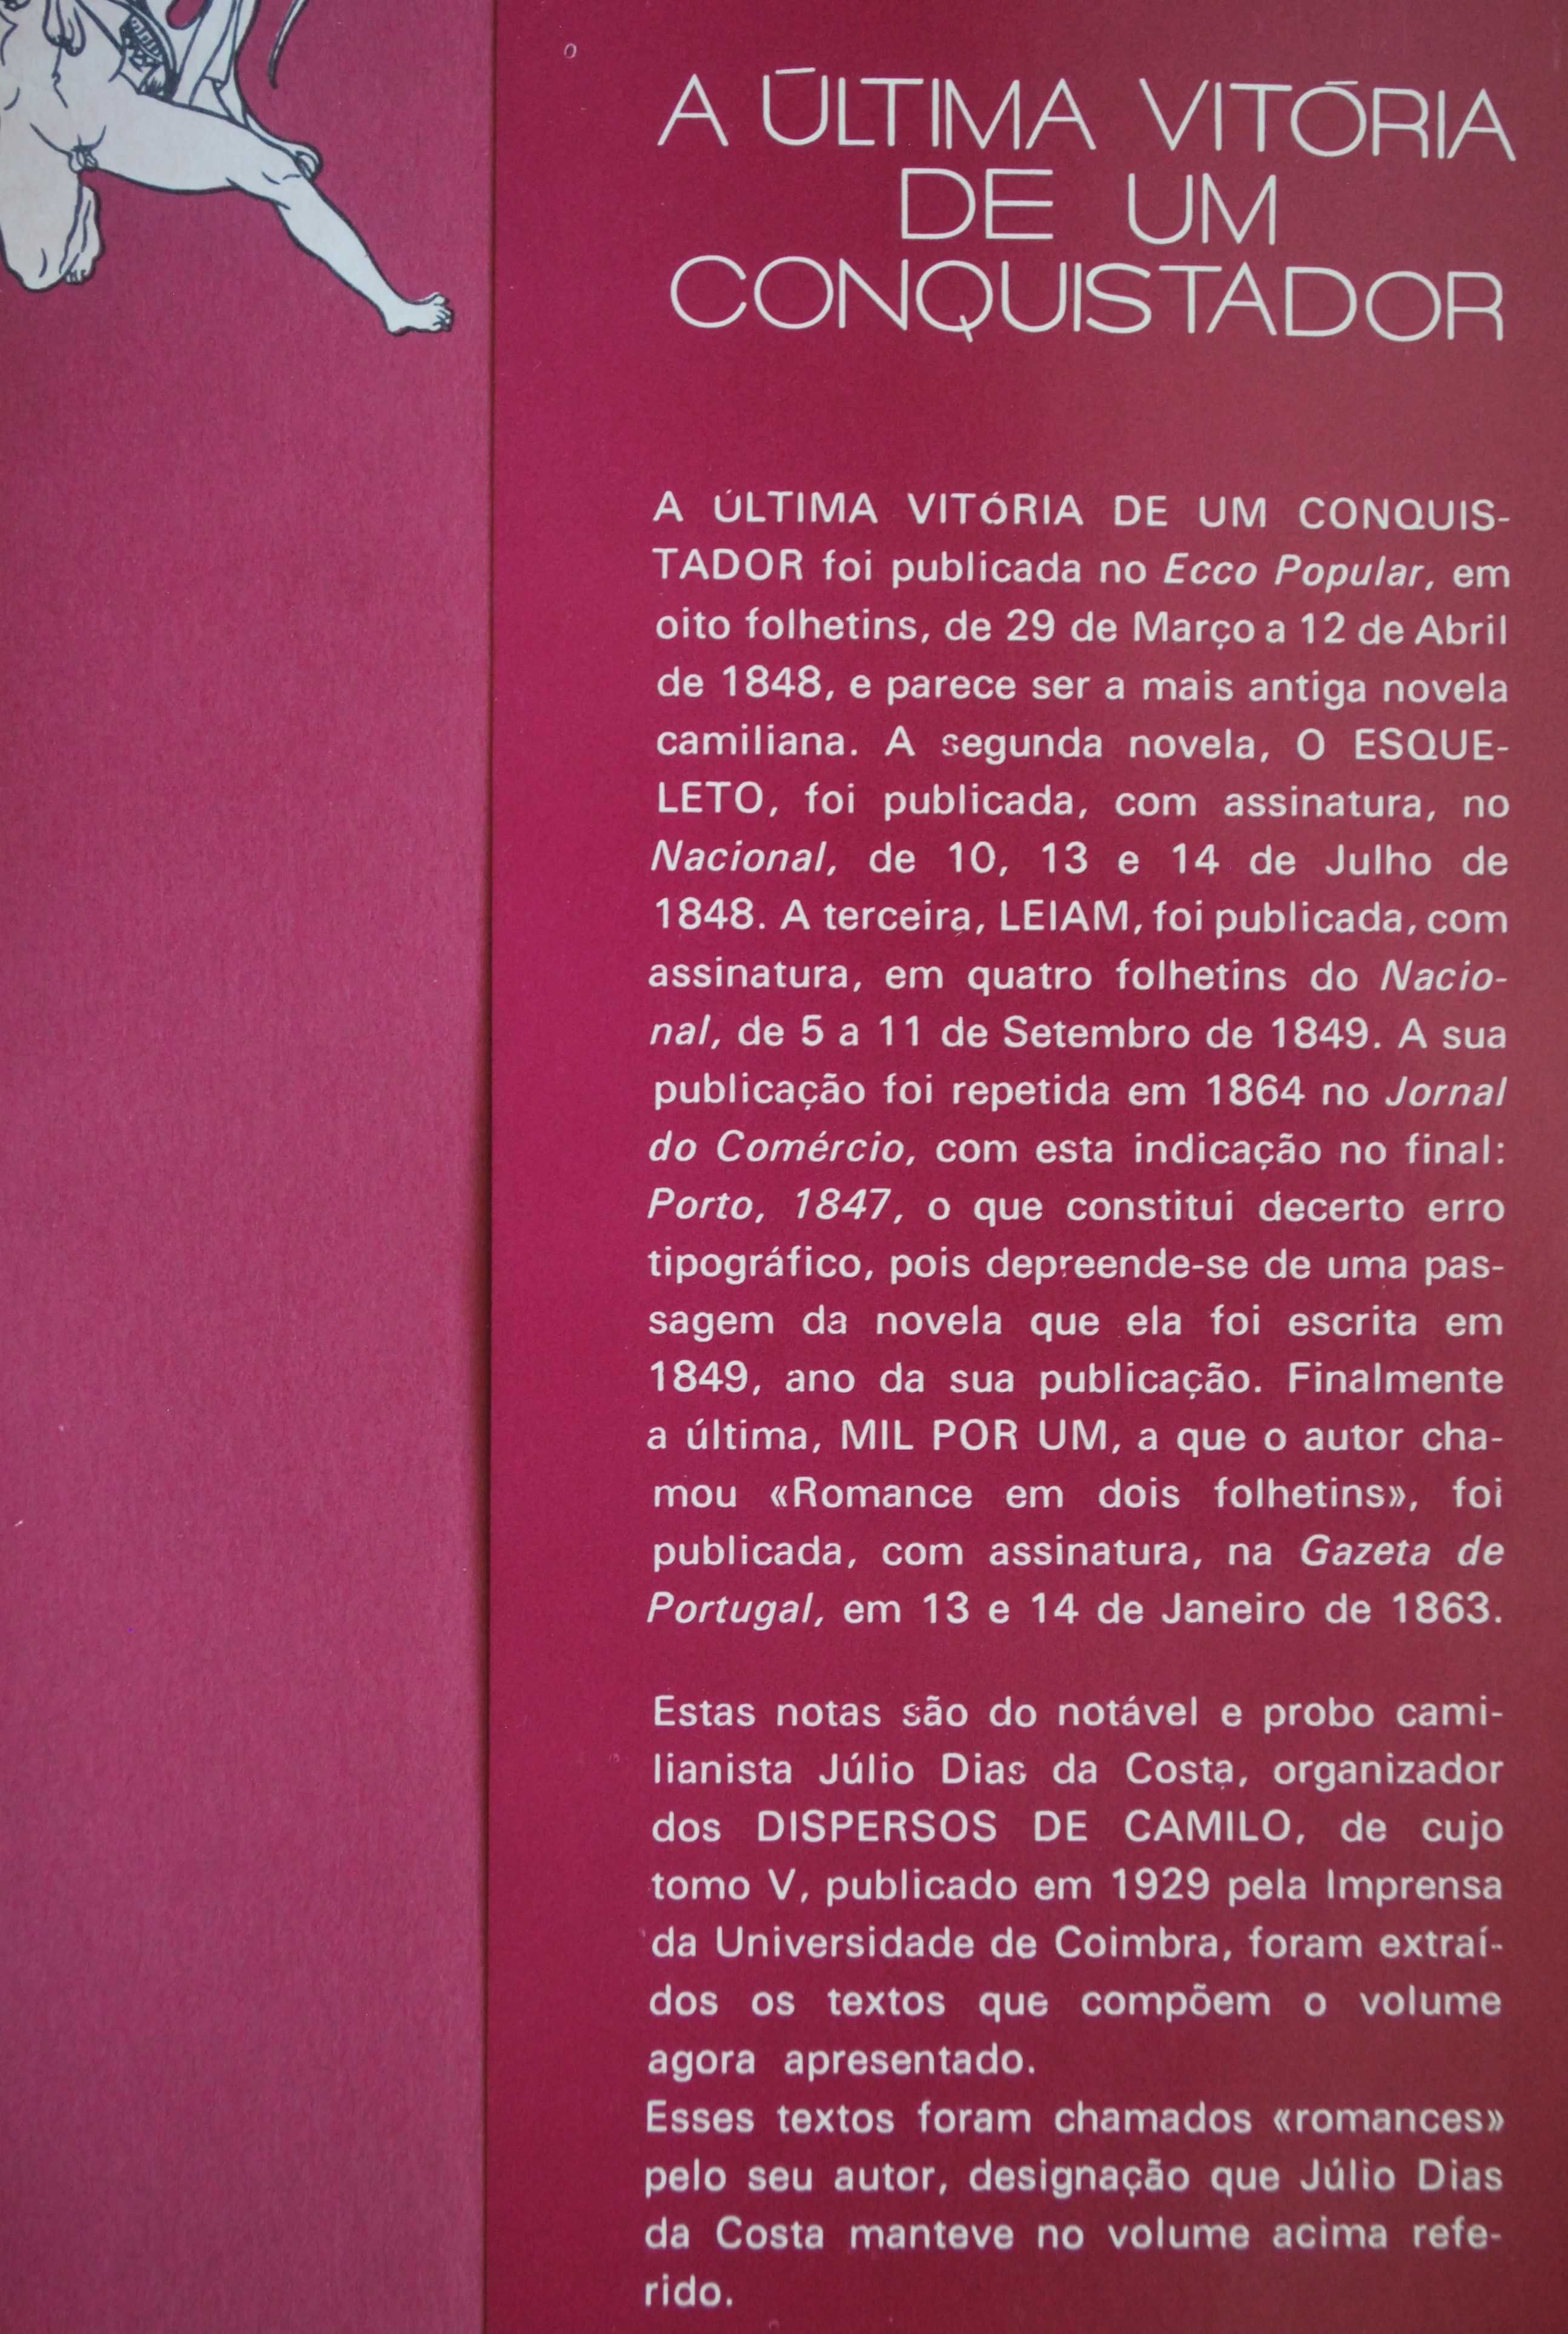 A ÚLTIMA VITÓRIA
DE UM
CONQUISTADOR
A ÚLTIMA VITÓRIA DE UM CONQUIS-
TADOR foi publicada no Ecco Popular, em
oito folhetins, de 29 de Março a 12 de Abril
de 1848, e parece ser a mais antiga novela
camiliana. A segunda novela, O ESQUE-
LETO, foi publicada, com assinatura, no
Nacional, de 10, 13 e 14 de Julho de
1848. A terceira, LEIAM, foi publicada, com
assinatura, em quatro folhetins do Nacio-
nal, de 5 a 11 de Setembro de 1849. A sua
publicação foi repetida em 1864 no Jornal
do Comércio, com esta indicação no final:
Porto, 1847, o que constitui decerto erro
tipográfico, pois depreende-se de uma pas-
sagem da novela que ela foi escrita em
1849, ano da sua publicação. Finalmente
a última, MIL POR UM, a que o autor cha-
mou «Romance em dois folhetins», foi
publicada, com assinatura, na Gazeta de
Portugal, em 13 e 14 de Janeiro de 1863.
Estas notas são do notável e probo cami-
lianista Júlio Dias da Costa, organizador
dos DISPERSOS DE CAMILO, de cujo
tomo V, publicado em 1929 pela Imprensa
da Universidade de Coimbra, foram extraí-
dos os textos que compõem o volume
agora apresentado.
Esses textos foram chamados «romances»
pelo seu autor, designação que Júlio Dias
da Costa manteve no volume acima refe-
rido.